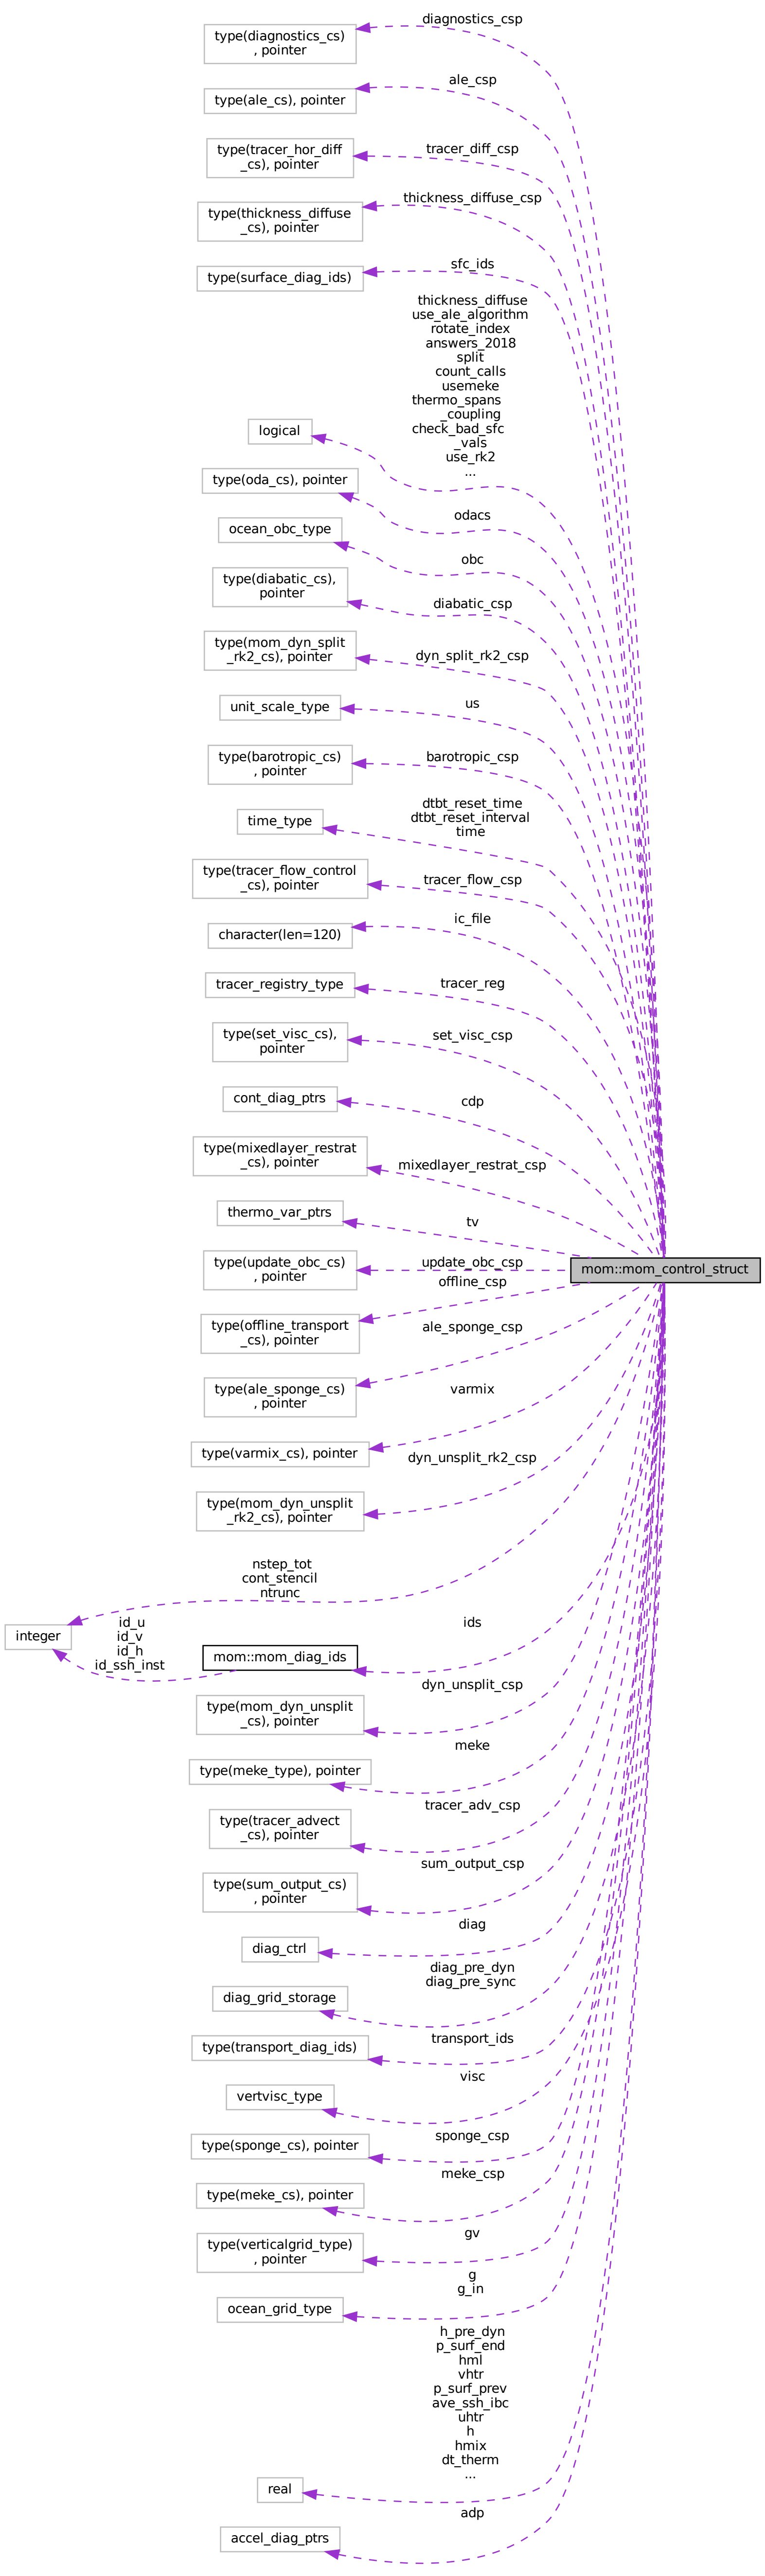 diagnostics_csp
type(diagnostics_cs)
, pointer
ale_csp
type(ale_cs), pointer
tracer_diff_csp
type(tracer_hor_diff
_cs), pointer
thickness_diffuse_csp
type(thickness_diffuse
_cs), pointer
sfc_ids
type(surface_diag_ids)
thickness_diffuse
use_ale_algorithm
rotate_index
answers_2018
split
count_calls
usemeke
thermo_spans
_coupling
check_bad_sfc
_vals
use_rk2
...
logical
type(oda_cs), pointer
odacs
ocean_obc_type
obc
type(diabatic_cs),
pointer
diabatic_csp
type(mom_dyn_split
_rk2_cs), pointer
dyn_split_rk2_csp
unit_scale_type
us
type(barotropic_cs)
, pointer
barotropic_csp
time_type
dtbt_reset_time
dtbt_reset_interval
time
type(tracer_flow_control
_cs), pointer
tracer_flow_csp
character(len=120)
ic_file
tracer_registry_type
tracer_reg
type(set_visc_cs),
pointer
set_visc_csp
cont_diag_ptrs
cdp
type(mixedlayer_restrat
_cs), pointer
mixedlayer_restrat_csp
thermo_var_ptrs
tv
type(update_obc_cs)
, pointer
update_obc_csp
mom::mom_control_struct
offline_csp
type(offline_transport
_cs), pointer
ale_sponge_csp
type(ale_sponge_cs)
, pointer
varmix
type(varmix_cs), pointer
dyn_unsplit_rk2_csp
type(mom_dyn_unsplit
_rk2_cs), pointer
nstep_tot
cont_stencil
ntrunc
integer
id_u
id_v
id_h
id_ssh_inst
mom::mom_diag_ids
ids
type(mom_dyn_unsplit
_cs), pointer
dyn_unsplit_csp
type(meke_type), pointer
meke
type(tracer_advect
_cs), pointer
tracer_adv_csp
type(sum_output_cs)
, pointer
sum_output_csp
diag_ctrl
diag
diag_grid_storage
diag_pre_dyn
diag_pre_sync
type(transport_diag_ids)
transport_ids
vertvisc_type
visc
type(sponge_cs), pointer
sponge_csp
type(meke_cs), pointer
meke_csp
type(verticalgrid_type)
, pointer
gv
ocean_grid_type
g
g_in
h_pre_dyn
p_surf_end
hml
vhtr
p_surf_prev
ave_ssh_ibc
uhtr
h
hmix
dt_therm
...
real
adp
accel_diag_ptrs